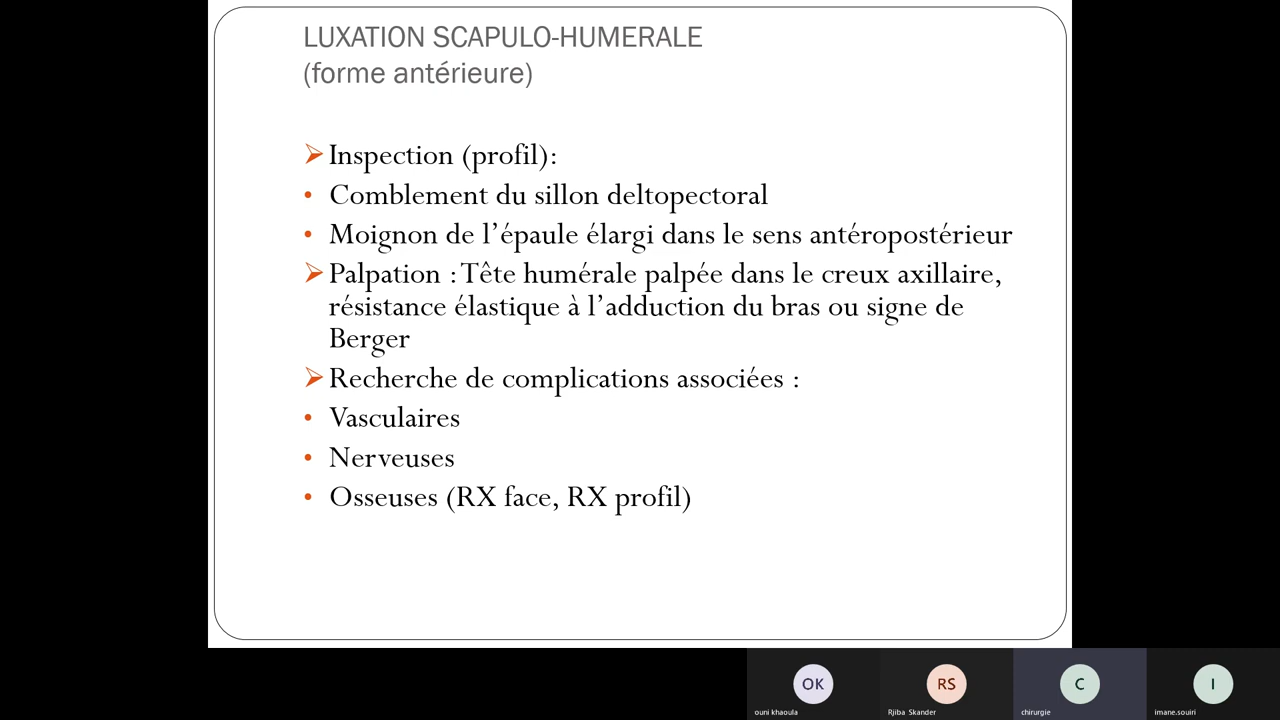 LUXATION SCAPULO-HUMERALE
(forme antérieure)
Inspection (profil):
Comblement du sillon deltopectoral
Moignon de l’épaule élargi dans le sens antéropostérieur
Palpation : Tête humérale palpée dans le creux axillaire,
résistance élastique à l’adduction du bras ou signe de
Berger
Recherche de complications associées :
Vasculaires
Nerveuses
Osseuses (RX face, RX profil)
OK
RS
C
I
ouni khaoula
Rjiba Skander
chirurgie
imane.souiri